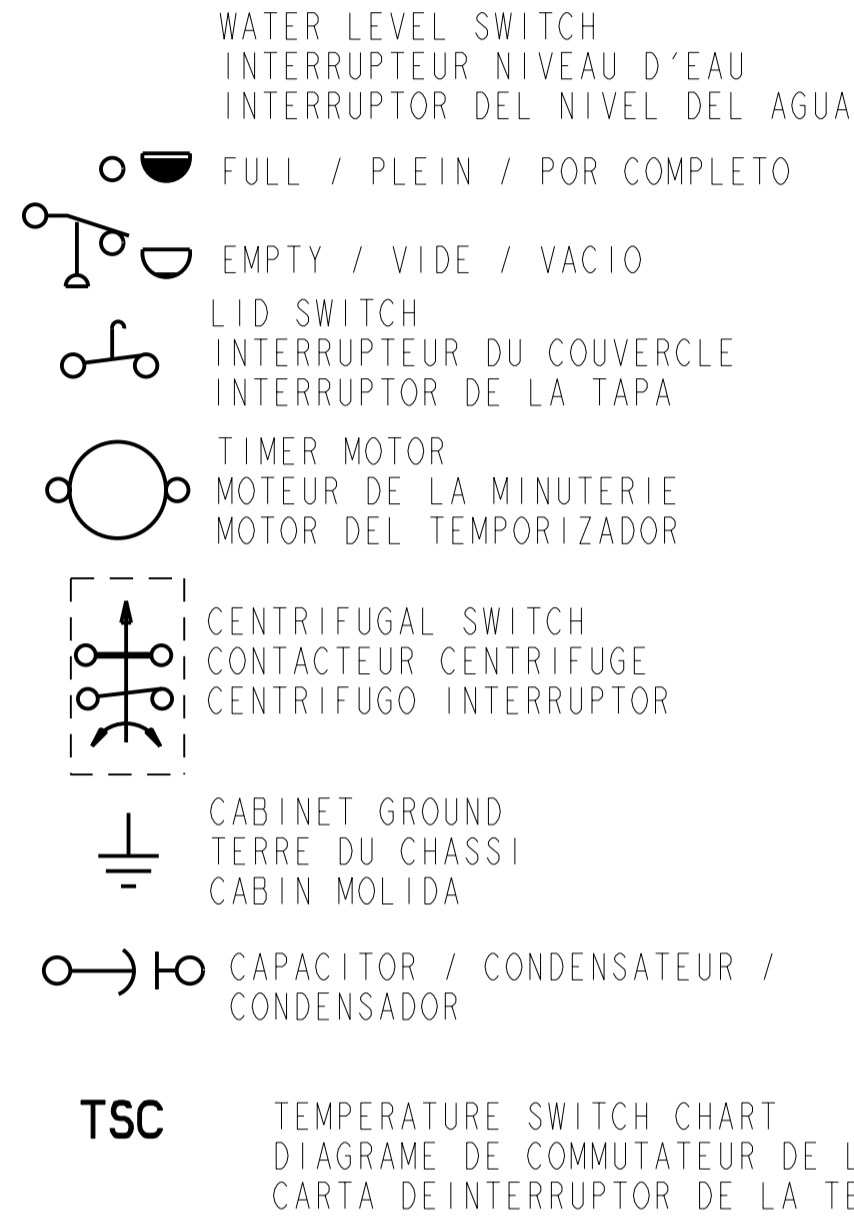 WATER LEVEL SWITCH
INTERRUPTEUR NIVEAU D'EAU
INTERRUPTOR DEL NIVEL DEL AGUA
FULL / PLEIN / POR COMPLETO
EMPTY / VIDE / VACIO
LID SWITCH
INTERRUPTEUR DU COUVERCLE
INTERRUPTOR DE LA TAPA
TIMER MOTOR
MOTEUR DE LA MINUTERIE
MOTOR DEL TEMPORIZADOR
CENTRIFUGAL SWITCH
CONTACTEUR CENTRIFUGE
CENTRIFUGO INTERRUPTOR
CABINET GROUND
TERRE DU CHASSI
CABIN MOLIDA
CAPACITOR / CONDENSATEUR /
CONDENSADOR
TSC TEMPERATURE SWITCH CHART
DIAGRAME DE COMMUTATEUR DE
CARTA DEINTERRUPTOR DE LA